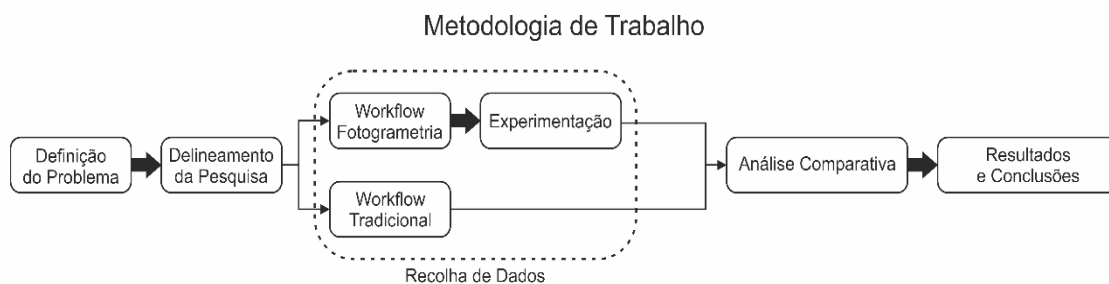 Metodologia de Trabalho
Definição
do Problema
Delineamento
da Pesquisa
Workflow
Fotogrametria
Experimentação
Workflow
Tradicional
Recolha de Dados
Análise Comparativa
Resultados
e Conclusões